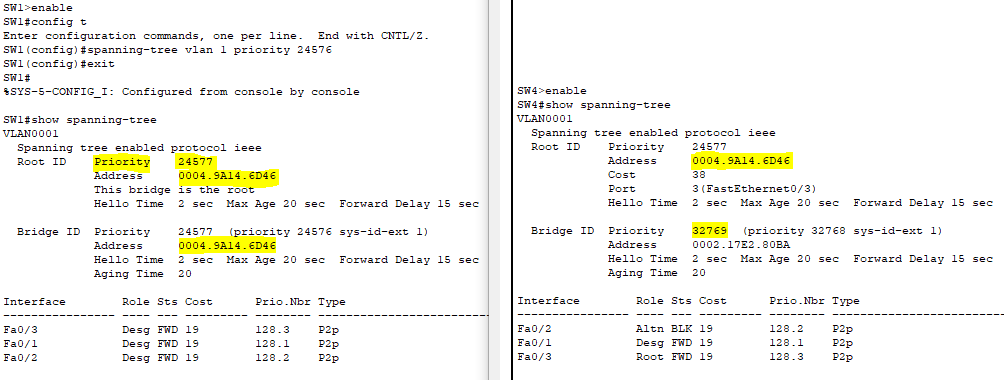 SW1>enable
SW1#config t
Enter configuration commands, one per line.  End with CNTL/Z.
SW1(config)#spanning-tree vlan 1 priority 24576
SW1(config)#exit
SW1#
%SYS-5-CONFIG_I: Configured from console by console

SW1#show spanning-tree
VLAN0001
  Spanning tree enabled protocol ieee
  Root ID    Priority    24577
             Address     0004.9A14.6D46
             This bridge is the root
             Hello Time  2 sec  Max Age 20 sec  Forward Delay 15 sec

  Bridge ID  Priority    24577  (priority 24576 sys-id-ext 1)
             Address     0004.9A14.6D46
             Hello Time  2 sec  Max Age 20 sec  Forward Delay 15 sec
             Aging Time  20

Interface        Role Sts Cost      Prio.Nbr Type
---------------- ---- --- --------- -------- --------------------------
Fa0/3            Desg FWD 19        128.3    P2p
Fa0/1            Desg FWD 19        128.1    P2p
Fa0/2            Desg FWD 19        128.2    P2p

SW4>enable
SW4#show spanning-tree
VLAN0001
  Spanning tree enabled protocol ieee
  Root ID    Priority    24577
             Address     0004.9A14.6D46
             Cost        38
             Port        3(FastEthernet0/3)
             Hello Time  2 sec  Max Age 20 sec  Forward Delay 15 sec

  Bridge ID  Priority    32769  (priority 32768 sys-id-ext 1)
             Address     0002.17E2.80BA
             Hello Time  2 sec  Max Age 20 sec  Forward Delay 15 sec
             Aging Time  20

Interface        Role Sts Cost      Prio.Nbr Type
---------------- ---- --- --------- -------- --------------------------
Fa0/2            Altn BLK 19        128.2    P2p
Fa0/1            Desg FWD 19        128.1    P2p
Fa0/3            Root FWD 19        128.3    P2p